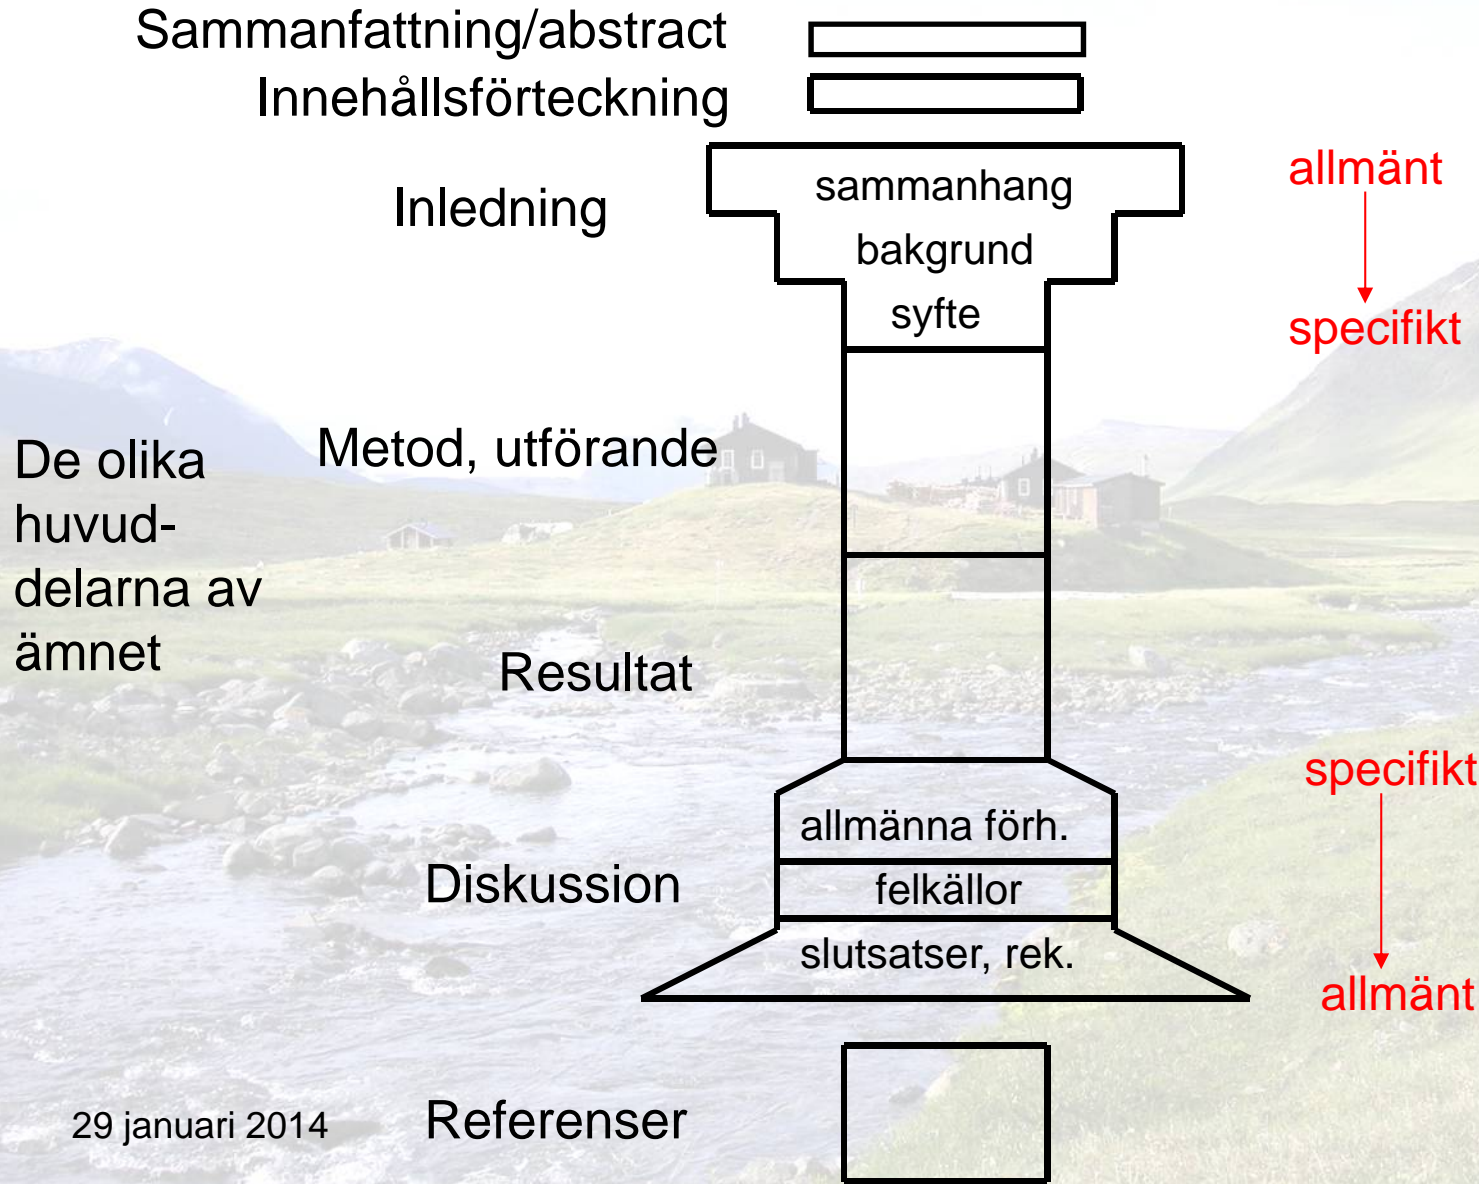 Sammanfattning/abstract
Innehållsförteckning
Inledning
sammanhang
bakgrund
syfte
allmänt
specifikt
De olika
huvud-
delarna av
ämnet
Metod, utförande
Resultat
Diskussion
allmänna förh.
felkällor
slutsatser, rek.
specifikt
allmänt
29 januari 2014
Referenser